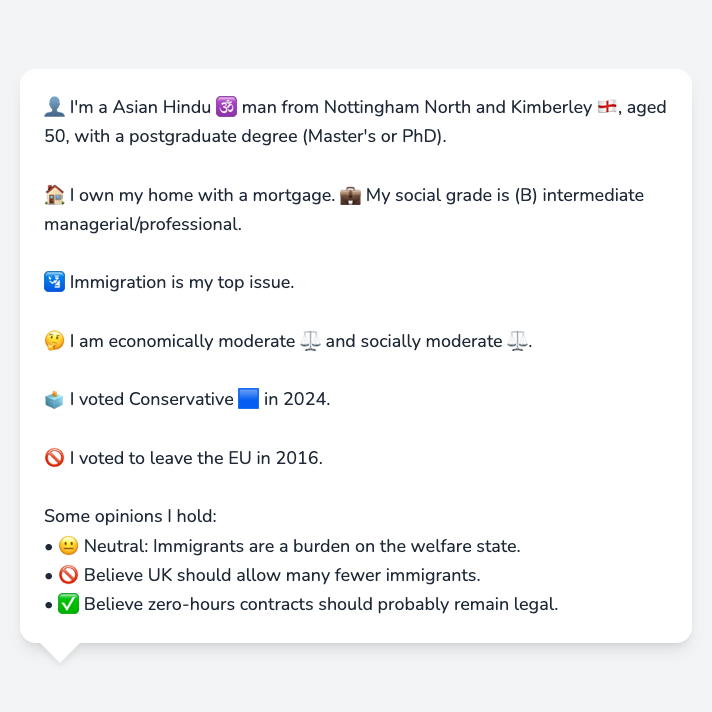 👤 I'm a Asian Hindu 🕉️ man from Nottingham North and Kimberley 🏴󠁧󠁢󠁥󠁮󠁧󠁿, aged
50, with a postgraduate degree (Master's or PhD).
🏠 I own my home with a mortgage. 💼 My social grade is (B) intermediate
managerial/professional.
🛂 Immigration is my top issue.
🤔 I am economically moderate ⚖️ and socially moderate ⚖️.
🗳️ I voted Conservative 🟦 in 2024.
🚫 I voted to leave the EU in 2016.
Some opinions I hold:
• 😐 Neutral: Immigrants are a burden on the welfare state.
• 🚫 Believe UK should allow many fewer immigrants.
• ✅ Believe zero-hours contracts should probably remain legal.